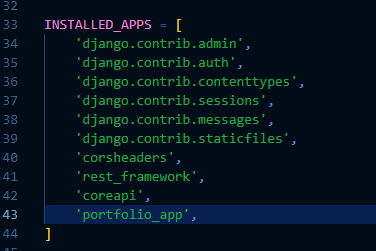 32
33 INSTALLED_APPS = [
34     'django.contrib.admin',
35     'django.contrib.auth',
36     'django.contrib.contenttypes',
37     'django.contrib.sessions',
38     'django.contrib.messages',
39     'django.contrib.staticfiles',
40     'corsheaders',
41     'rest_framework',
42     'coreapi',
43     'portfolio_app',
44 ]